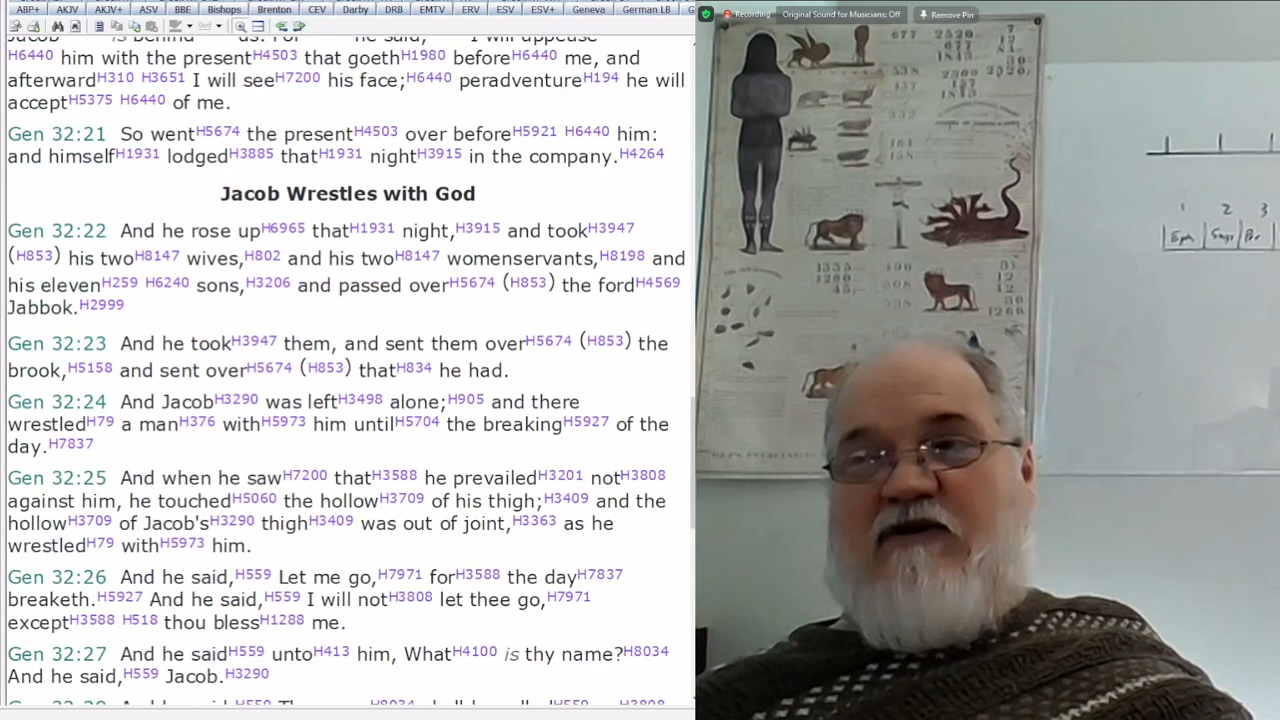 ABP+ AKJV AKJV+ ASV BBE Bishops Brenton CEV Darby DRB EMTV ERV ESV ESV+ Geneva German LB G
Recording Original Sound for Musicians: Off Remove Pin
H6440 him with the present H4503 that goeth H1980 before H6440 me, and
afterward H310 H3651 I will see H7200 his face; H6440 peradventure H194 he will
accept H5375 H6440 of me.
Gen 32:21 So went H5674 the present H4503 over before H5921 H6440 him:
and himself H1931 lodged H3885 that H1931 night H3915 in the company. H4264
Jacob Wrestles with God
Gen 32:22 And he rose up H6965 that H1931 night, H3915 and took H3947
(H853) his two H8147 wives, H802 and his two H8147 womenservants, H8198 and
his eleven H259 H6240 sons, H3206 and passed over H5674 (H853) the ford H4569
Jabbok. H2999
Gen 32:23 And he took H3947 them, and sent them over H5674 (H853) the
brook, H5158 and sent over H5674 (H853) that H834 he had.
Gen 32:24 And Jacob H3290 was left H3498 alone; H905 and there
wrestled H79 a man H376 with H5973 him until H5704 the breaking H5927 of the
day. H7837
Gen 32:25 And when he saw H7200 that H3588 he prevailed H3201 not H3808
against him, he touched H5060 the hollow H3709 of his thigh; H3409 and the
hollow H3709 of Jacob's H3290 thigh H3409 was out of joint, H3363 as he
wrestled H79 with H5973 him.
Gen 32:26 And he said, H559 Let me go, H7971 for H3588 the day H7837
breaketh. H5927 And he said, H559 I will not H3808 let thee go, H7971
except H3588 H518 thou bless H1288 me.
Gen 32:27 And he said H559 unto H413 him, What H4100 is thy name? H8034
And he said, H559 Jacob. H3290
677 2520
677
538
1335
1280
45
1260
1 2 3
Eph